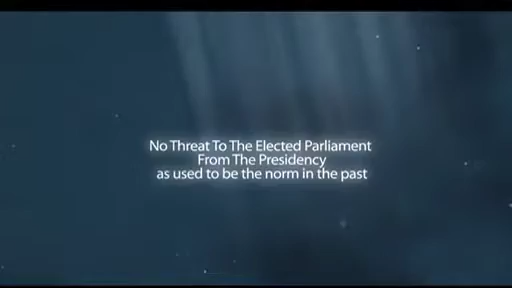 No Threat To The Elected Parliament
From The Presidency
as used to be the norm in the past